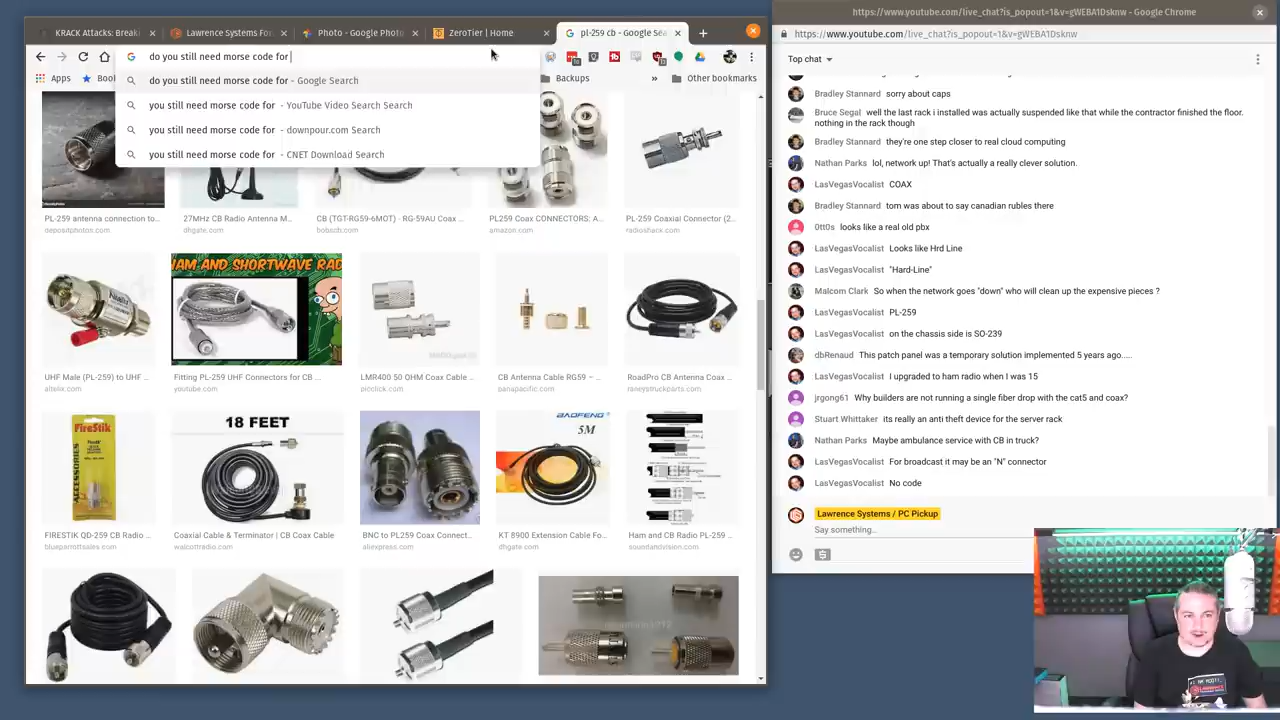 KRACK Attacks: Break
Lawrence Systems For
Photo - Google Photo
ZeroTier | Home
pl-259 cb - Google Sea
do you still need morse code for
Apps
Backups
Other bookmarks
do you still need morse code for - Google Search
you still need morse code for - YouTube Video Search Search
you still need morse code for - downpour.com Search
you still need morse code for - CNET Download Search
PL-259 antenna connection to...
depositphotos.com
27MHz CB Radio Antenna M...
dhgate.com
CB (TGT-RG59-6MOT) · RG-59AU Coax ...
PL259 Coax CONNECTORS: A...
amazon.com
PL-259 Coaxial Connector (2...
radioshack.com
HAM AND SHORTWAVE RA
UHF Male (PL-259) to UHF ...
Fitting PL259 UHF Connectors for CB ...
youtube.com
LMR400 50 OHM Coax Cable ...
picclick.com
CB Antenna Cable RG59 – ...
panapacific.com
RoadPro CB Antenna Coax ...
raneystruckparts.com
FireStik
18 FEET
BAOFENG
5M
FIRESTIK QD-259 CB Radio ...
blueparrottsales.com
Coaxial Cable & Terminator | CB Coax Cable
walcottradio.com
BNC to PL259 Coax Connect...
aliexpress.com
KT 8900 Extension Cable Fo...
dhgate.com
Ham and CB Radio PL-259 ...
soundandvision.com
https://www.youtube.com/live_chat?is_popout=1&v=gWEBA1Dsknw - Google Chrome
https://www.youtube.com/live_chat?is_popout=1&v=gWEBA1Dsknw
Top chat
Bradley Stannard sorry about caps
Bruce Segal well the last rack i installed was actually suspended like that while the contractor finished the floor.
nothing in the rack though
Bradley Stannard they're one step closer to real cloud computing
Nathan Parks lol, network up! That's actually a really clever solution.
LasVegasVocalist COAX
Bradley Stannard tom was about to say canadian rubles there
0tt0s looks like a real old pbx
LasVegasVocalist Looks like Hrd Line
LasVegasVocalist "Hard-Line"
Malcom Clark So when the network goes "down" who will clean up the expensive pieces ?
LasVegasVocalist PL-259
LasVegasVocalist on the chassis side is SO-239
dbRenaud This patch panel was a temporary solution implemented 5 years ago.....
LasVegasVocalist I upgraded to ham radio when I was 15
jrgong61 Why builders are not running a single fiber drop with the cat5 and coax?
Stuart Whittaker its really an anti theft device for the server rack
Nathan Parks Maybe ambulance service with CB in truck?
LasVegasVocalist For broadcast it may be an "N" connector
LasVegasVocalist No code
Lawrence Systems / PC Pickup
Say something...